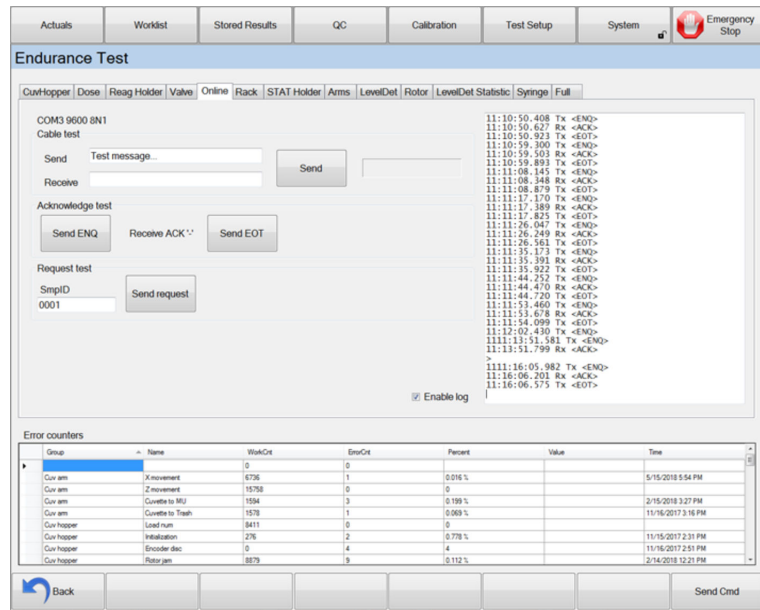 Actuals Worklist Stored Results QC Calibration Test Setup System Emergency Stop
Endurance Test
CuvHopper Dose Reag Holder Valve Online Rack STAT Holder Arms LevelDet Rotor LevelDet Statistic Syringe Full
COM3 9600 8N1
Cable test
Send Test message... Send
Receive
Acknowledge test
Send ENQ Receive ACK '-' Send EOT
Request test
SmpID
0001 Send request
11:10:50.408 Tx <ENQ>
11:10:50.627 Rx <ACK>
11:10:50.923 Tx <EOT>
11:10:59.300 Tx <ENQ>
11:10:59.503 Rx <ACK>
11:10:59.893 Tx <EOT>
11:11:08.145 Tx <ENQ>
11:11:08.348 Rx <ACK>
11:11:08.879 Tx <EOT>
11:11:17.170 Tx <ENQ>
11:11:17.389 Rx <ACK>
11:11:17.825 Tx <EOT>
11:11:26.047 Tx <ENQ>
11:11:26.249 Rx <ACK>
11:11:26.561 Tx <EOT>
11:11:35.173 Tx <ENQ>
11:11:35.391 Rx <ACK>
11:11:35.922 Tx <EOT>
11:11:44.252 Tx <ENQ>
11:11:44.470 Rx <ACK>
11:11:44.720 Tx <EOT>
11:11:53.460 Tx <ENQ>
11:11:53.678 Rx <ACK>
11:11:54.099 Tx <EOT>
11:12:02.430 Tx <ENQ>
1111:13:51.581 Tx <ENQ>
11:13:51.799 Rx <ACK>
>
1111:16:05.982 Tx <ENQ>
11:16:06.201 Rx <ACK>
11:16:06.575 Tx <EOT>
Enable log
Error counters
Group Name WorkCnt ErrorCnt Percent Value Time
0 0
Cuv arm X movement 6736 1 0.016 % 5/15/2018 5:54 PM
Cuv arm Z movement 15758 0 0
Cuv arm Cuvette to MU 1594 3 0.199 % 2/15/2018 3:27 PM
Cuv arm Cuvette to Trash 1578 1 0.069 % 11/16/2017 3:16 PM
Cuv hopper Load num 8411 0 0
Cuv hopper Initialization 276 2 0.778 % 11/15/2017 2:31 PM
Cuv hopper Encoder disc 0 4 4 11/16/2017 2:51 PM
Cuv hopper Rotor jam 8879 9 0.112 % 2/14/2018 12:21 PM
Back Send Cmd